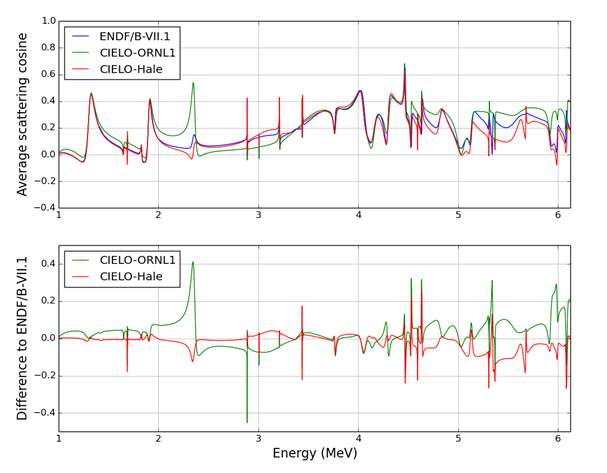 Average scattering cosine
1.0
0.8
0.6
0.4
0.2
0.0
−0.2
−0.4
ENDF/B-VII.1
CIELO-ORNL1
CIELO-Hale
1 2 3 4 5 6
Difference to ENDF/B-VII.1
0.4
0.2
0.0
−0.2
−0.4
CIELO-ORNL1
CIELO-Hale
1 2 3 4 5 6
Energy (MeV)